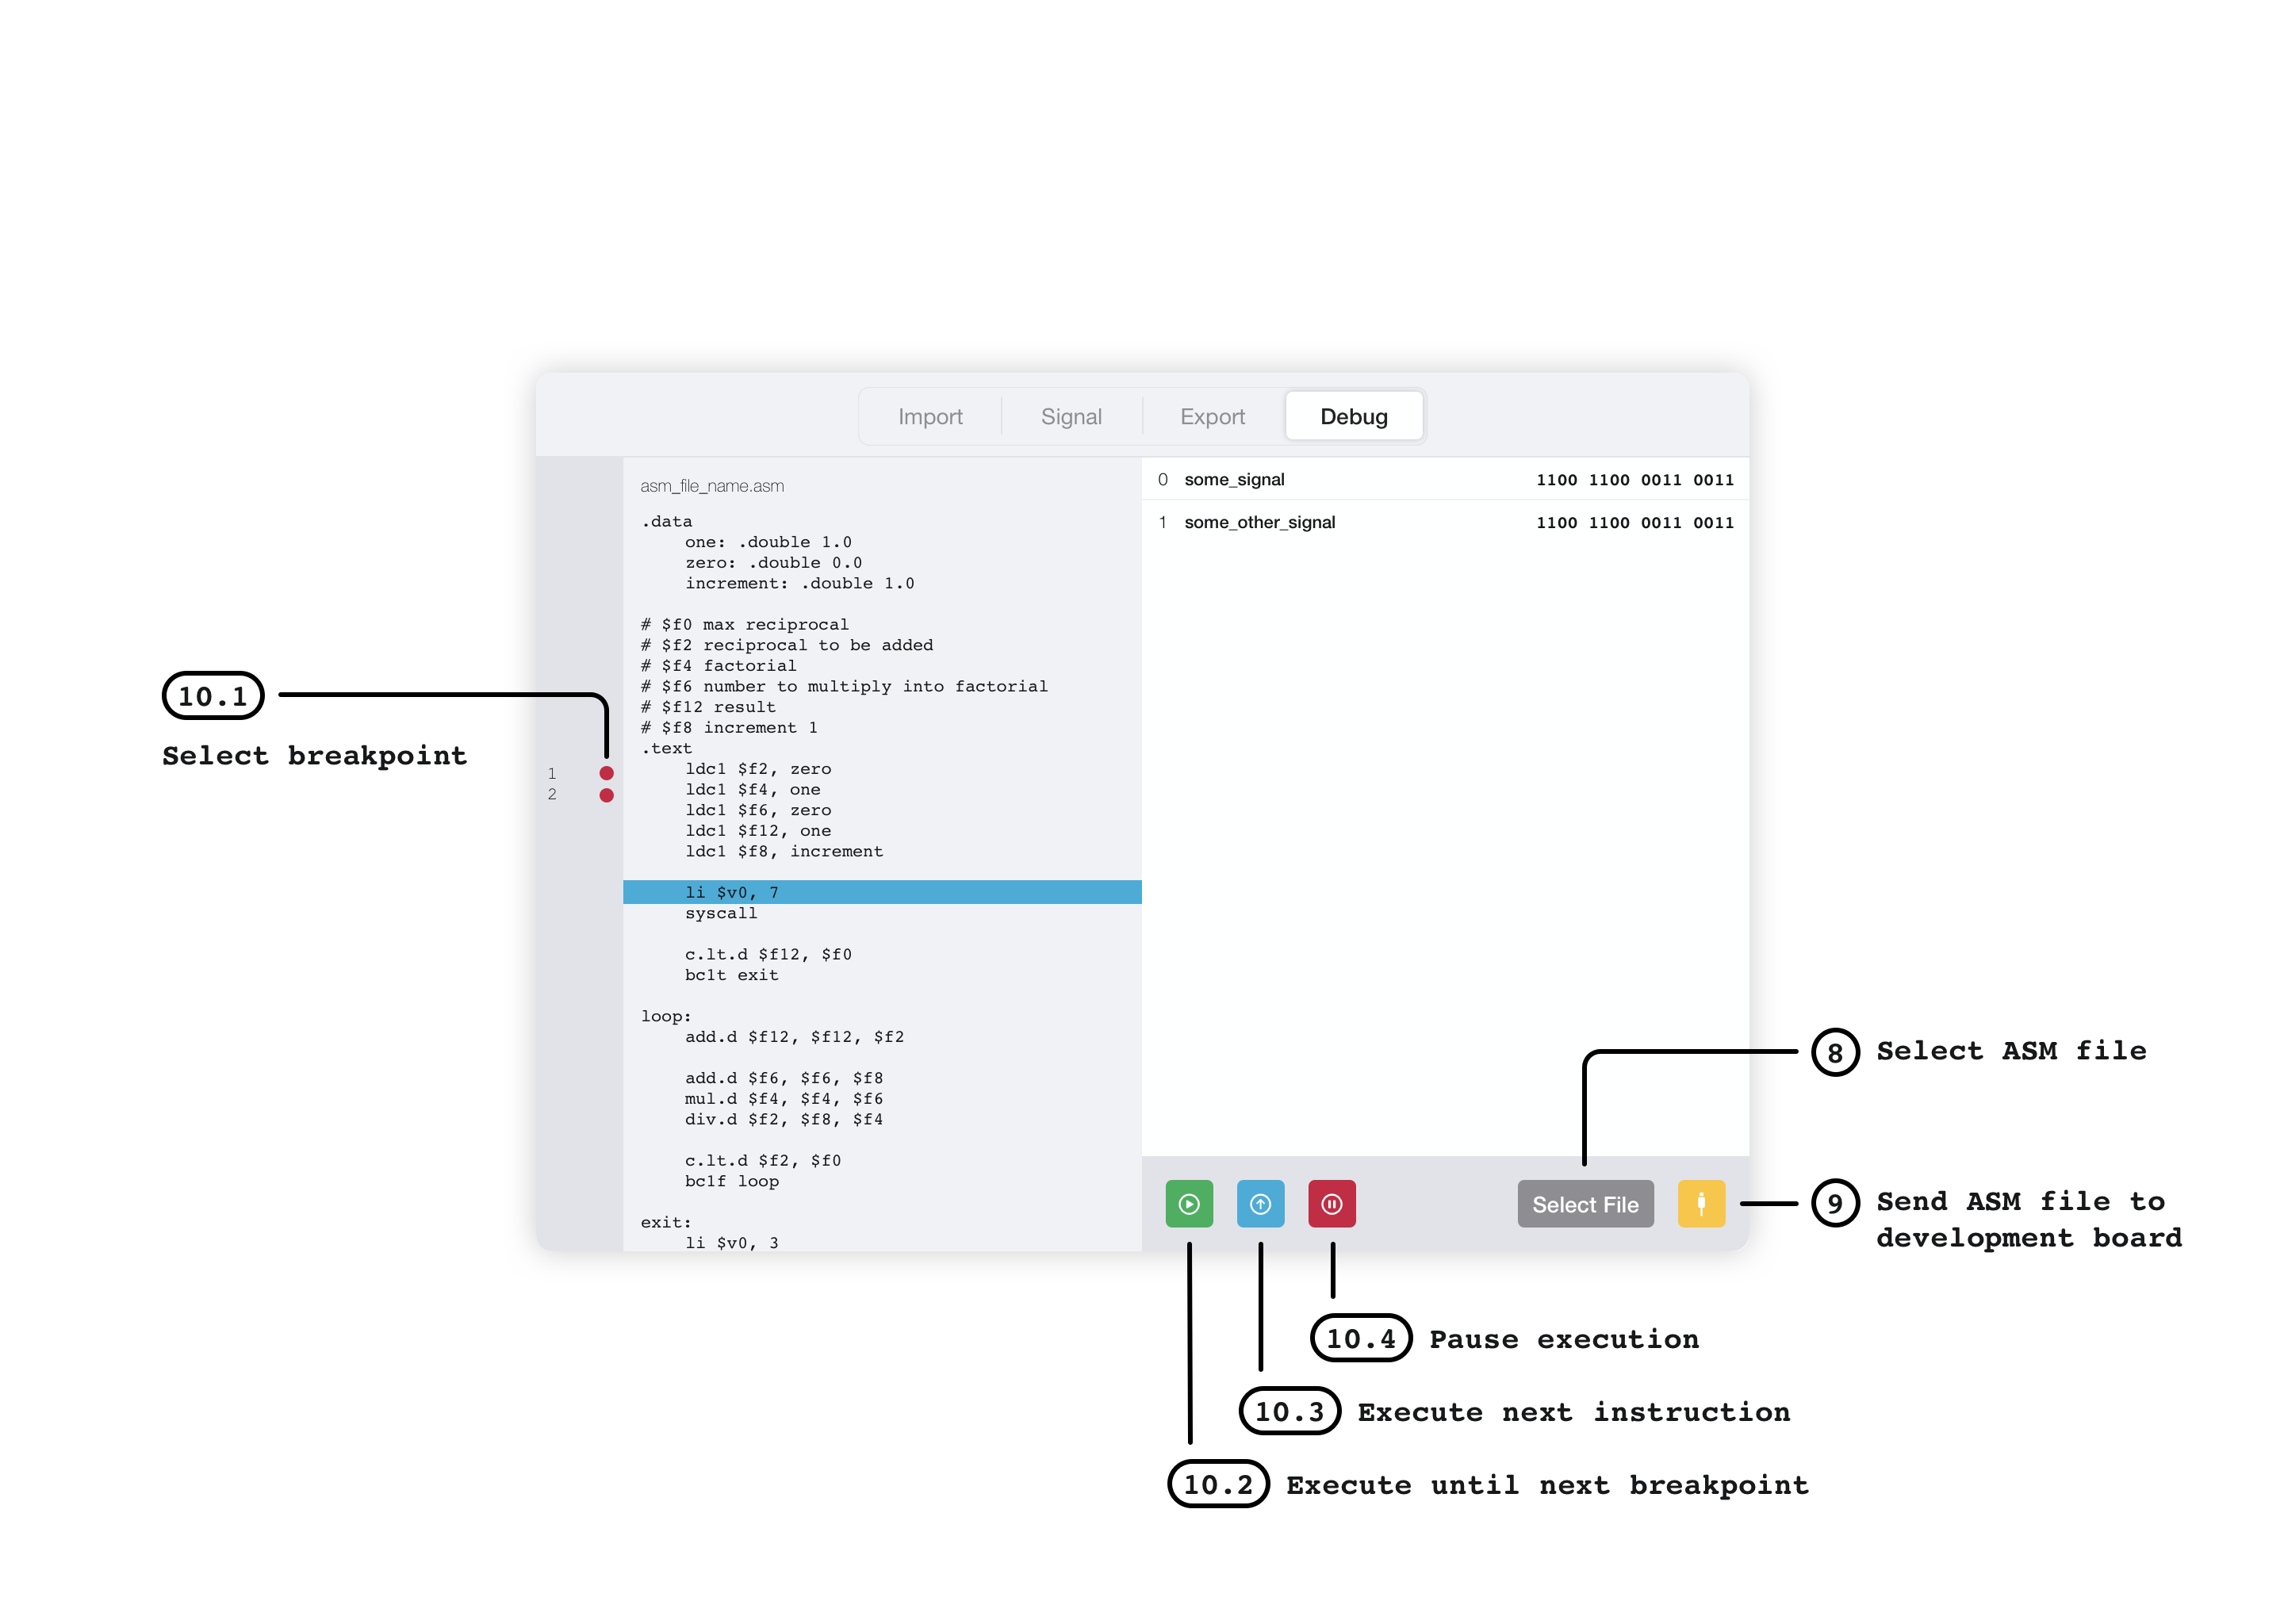 Import
Signal
Export
Debug
asm_file_name.asm
.data
one: .double 1.0
zero: .double 0.0
increment: .double 1.0
# $f0 max reciprocal
# $f2 reciprocal to be added
# $f4 factorial
# $f6 number to multiply into factorial
# $f12 result
# $f8 increment 1
.text
1
ldc1 $f2, zero
2
ldc1 $f4, one
ldc1 $f6, zero
ldc1 $f12, one
ldc1 $f8, increment
li $v0, 7
syscall
c.lt.d $f12, $f0
bc1t exit
loop:
add.d $f12, $f12, $f2
add.d $f6, $f6, $f8
mul.d $f4, $f4, $f6
div.d $f2, $f8, $f4
c.lt.d $f2, $f0
bc1f loop
exit:
li $v0, 3
0 some_signal 1100 1100 0011 0011
1 some_other_signal 1100 1100 0011 0011
Select File
10.1
Select breakpoint
8 Select ASM file
9 Send ASM file to
development board
10.4 Pause execution
10.3 Execute next instruction
10.2 Execute until next breakpoint